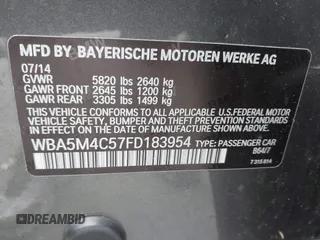 MFD BY BAYERISCHE MOTOREN WERKE AG
07/14
GVWR 5820 lbs 2640 kg
GAWR FRONT 2645 lbs 1200 kg
GAWR REAR 3305 lbs 1499 kg
THIS VEHICLE CONFORMS TO ALL APPLICABLE
FEDERAL MOTOR VEHICLE SAFETY, BUMPER, AND
THEFT PREVENTION STANDARDS IN EFFECT ON THE
DATE OF MANUFACTURE SHOWN ABOVE.
WBA5M4C57FD183954 TYPE: PASSENGER CAR
B64/7
7315814
DREAMBID